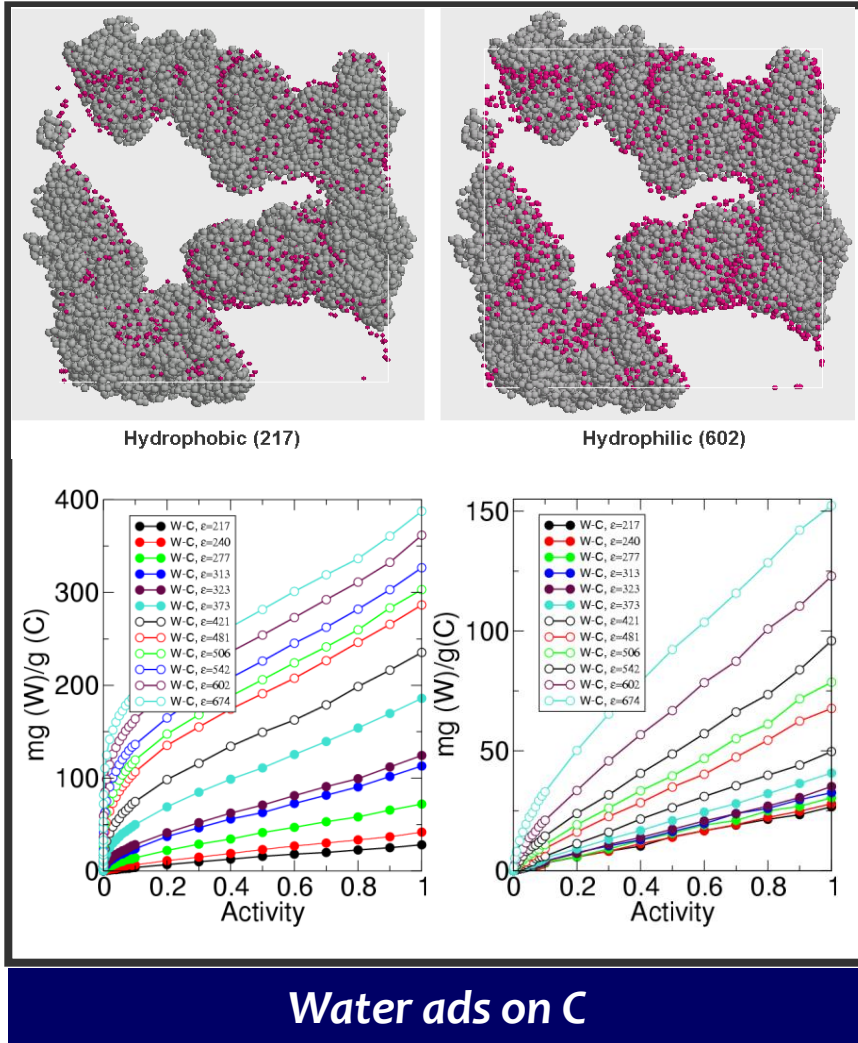 Hydrophobic (217)
Hydrophilic (602)
400
300
200
100
0
mg (W)/g (C)
W-C, ε=217
W-C, ε=240
W-C, ε=277
W-C, ε=313
W-C, ε=323
W-C, ε=373
W-C, ε=421
W-C, ε=481
W-C, ε=506
W-C, ε=542
W-C, ε=602
W-C, ε=674
0 0.2 0.4 0.6 0.8 1
Activity
150
100
50
0
mg (W)/g(C)
W-C, ε=217
W-C, ε=240
W-C, ε=277
W-C, ε=313
W-C, ε=323
W-C, ε=373
W-C, ε=421
W-C, ε=481
W-C, ε=506
W-C, ε=542
W-C, ε=602
W-C, ε=674
0 0.2 0.4 0.6 0.8 1
Activity
Water ads on C